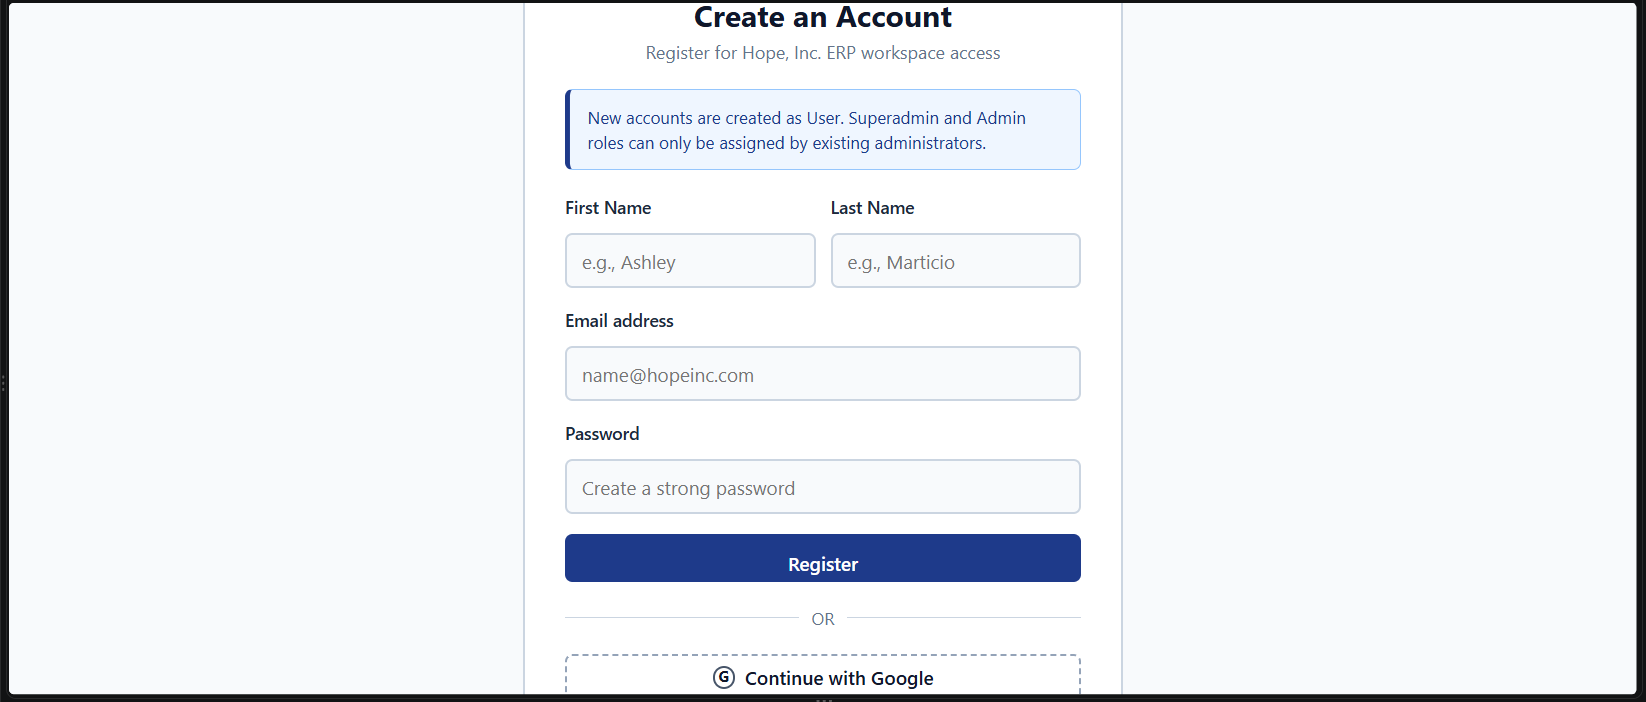 Create an Account
Register for Hope, Inc. ERP workspace access
New accounts are created as User. Superadmin and Admin
roles can only be assigned by existing administrators.
First Name
Last Name
e.g., Ashley
e.g., Marticio
Email address
name@hopeinc.com
Password
Create a strong password
Register
OR
G Continue with Google